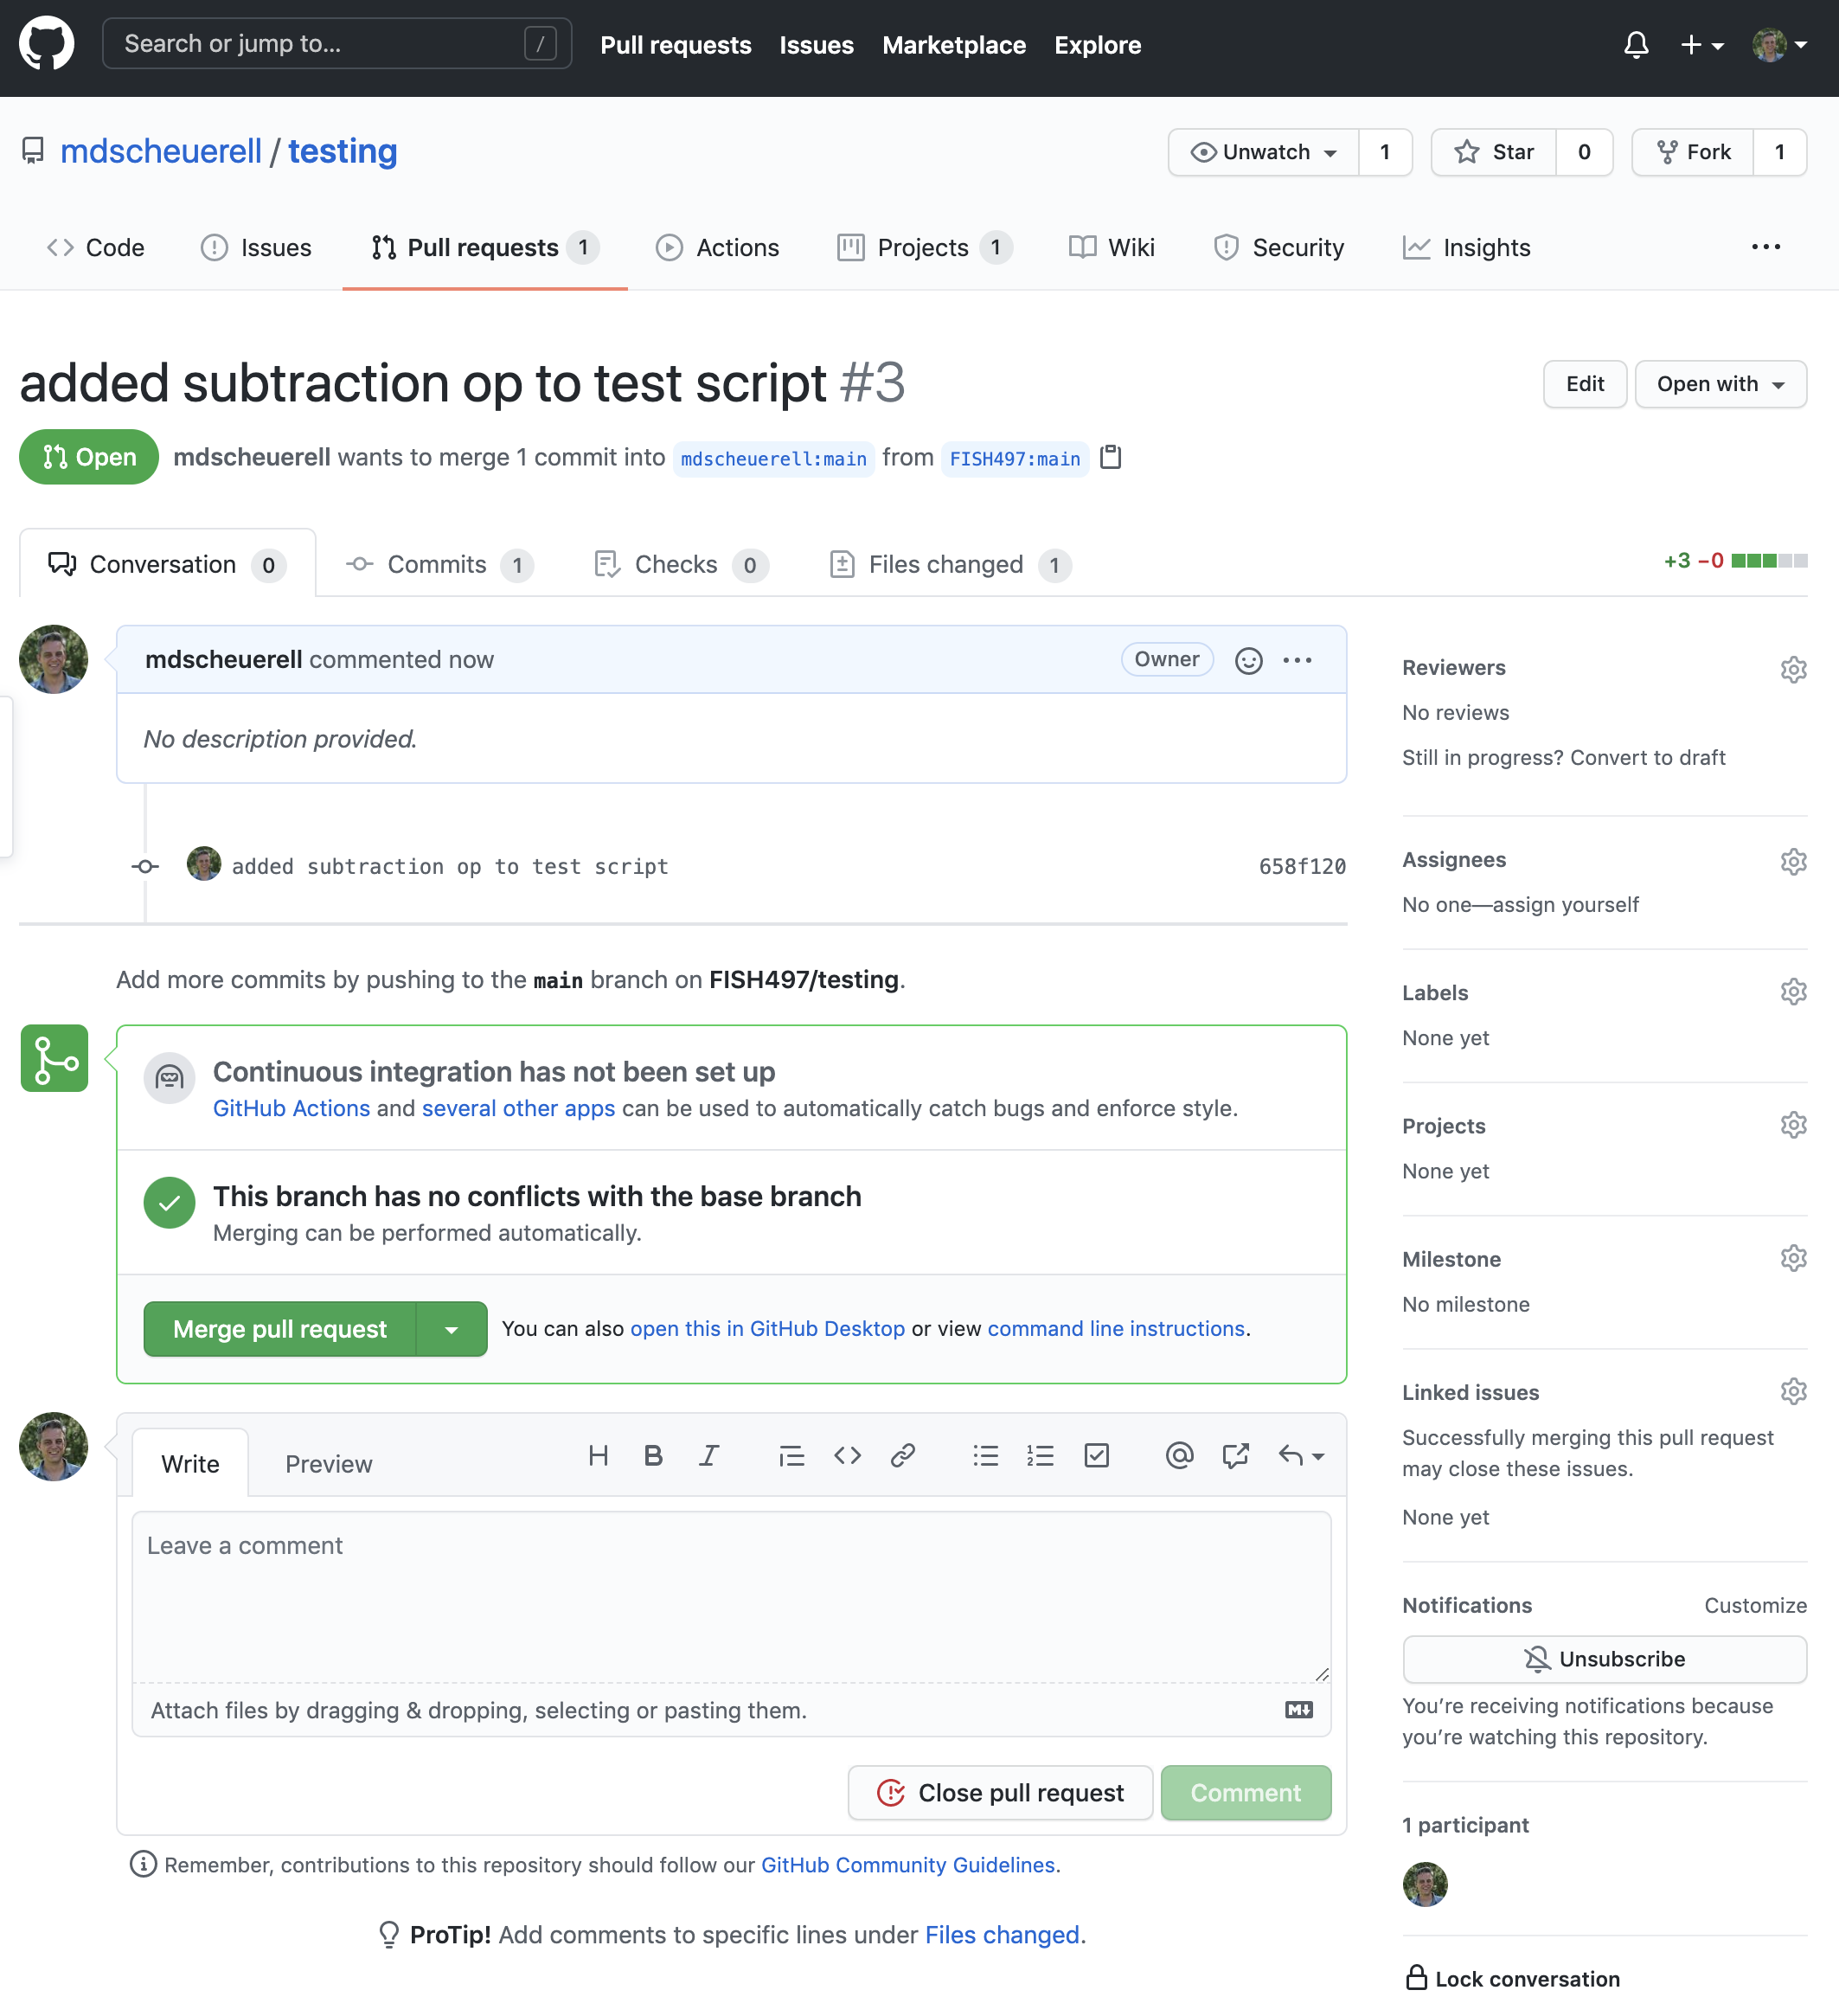 Search or jump to... /
Pull requests Issues Marketplace Explore
mdscheuerell / testing
Unwatch 1 Star 0 Fork 1
Code Issues Pull requests 1 Actions Projects 1 Wiki Security Insights
added subtraction op to test script #3
Edit Open with
Open mdscheuerell wants to merge 1 commit into mdscheuerell:main from FISH497:main
Conversation 0 Commits 1 Checks 0 Files changed 1
+3 −0
mdscheuerell commented now Owner
No description provided.
added subtraction op to test script 658f120
Add more commits by pushing to the main branch on FISH497/testing.
Continuous integration has not been set up
GitHub Actions and several other apps can be used to automatically catch bugs and enforce style.
This branch has no conflicts with the base branch
Merging can be performed automatically.
Merge pull request You can also open this in GitHub Desktop or view command line instructions.
Write Preview
Leave a comment
Attach files by dragging & dropping, selecting or pasting them.
Close pull request Comment
Remember, contributions to this repository should follow our GitHub Community Guidelines.
ProTip! Add comments to specific lines under Files changed.
Reviewers
No reviews
Still in progress? Convert to draft
Assignees
No one—assign yourself
Labels
None yet
Projects
None yet
Milestone
No milestone
Linked issues
Successfully merging this pull request
may close these issues.
None yet
Notifications Customize
Unsubscribe
You’re receiving notifications because
you’re watching this repository.
1 participant
Lock conversation